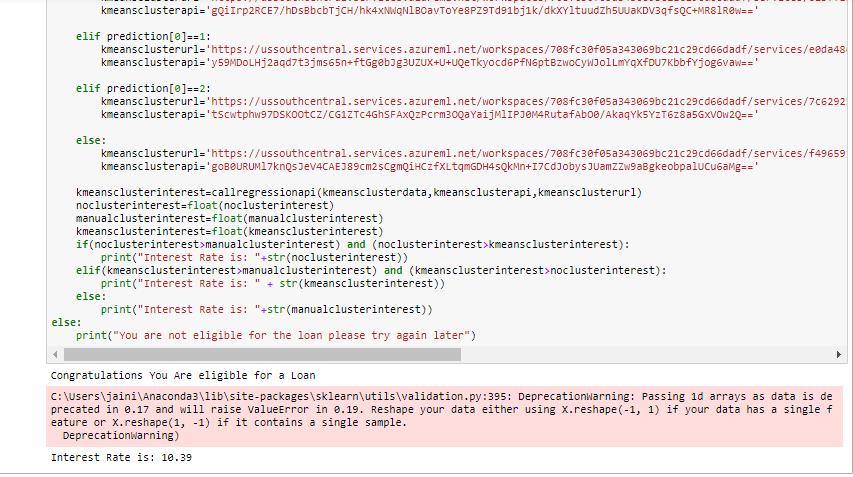 kmeansclusterapi='gQiIrp2RCE7/hDsBbcbTjCH/hk4xNWqNlBOavToYe8PZ9Td91bj1k/dkXYltuudZh5UUaKDV3qfsQC+MR8lR0w=='
elif prediction[0]==1:
kmeansclusterurl='https://ussouthcentral.services.azureml.net/workspaces/708fc30f05a343069bc21c29cd66dadf/services/e0da48
kmeansclusterapi='y59MDoLHj2aqd7t3jms65n+ftGg0bJg3UZUX+U+UQeTkyocd6PfN6ptBzwoCyWJolLmYqXfDU7KbbfYjog6vaw=='
elif prediction[0]==2:
kmeansclusterurl='https://ussouthcentral.services.azureml.net/workspaces/708fc30f05a343069bc21c29cd66dadf/services/7c6292
kmeansclusterapi='tScwtphw97DSKOOtCZ/CG1ZTc4GhSFAxQzPcrm3OQaYaijMlIPJ0M4RutafAbO0/AkaqYk5YzT6z8a5GxVOw2Q=='
else:
kmeansclusterurl='https://ussouthcentral.services.azureml.net/workspaces/708fc30f05a343069bc21c29cd66dadf/services/f49659
kmeansclusterapi='goB0URUMl7knQsJeV4CAEJ89cm2sCgmQiHCzfXLtqmGDH4sQkMn+I7CdJobysJUamZZw9aBgkeobpalUCu6aMg=='
kmeansclusterinterest=callregressionapi(kmeansclusterdata,kmeansclusterapi,kmeansclusterurl)
noclusterinterest=float(noclusterinterest)
manualclusterinterest=float(manualclusterinterest)
kmeansclusterinterest=float(kmeansclusterinterest)
if(noclusterinterest>manualclusterinterest) and (noclusterinterest>kmeansclusterinterest):
print("Interest Rate is: "+str(noclusterinterest))
elif(kmeansclusterinterest>manualclusterinterest) and (kmeansclusterinterest>noclusterinterest):
print("Interest Rate is: " + str(kmeansclusterinterest))
else:
print("Interest Rate is: "+str(manualclusterinterest))
else:
print("You are not eligible for the loan please try again later")
Congratulations You Are eligible for a Loan
C:\Users\jaini\Anaconda3\lib\site-packages\sklearn\utils\validation.py:395: DeprecationWarning: Passing 1d arrays as data is de
precated in 0.17 and will raise ValueError in 0.19. Reshape your data either using X.reshape(-1, 1) if your data has a single f
eature or X.reshape(1, -1) if it contains a single sample.
DeprecationWarning)
Interest Rate is: 10.39